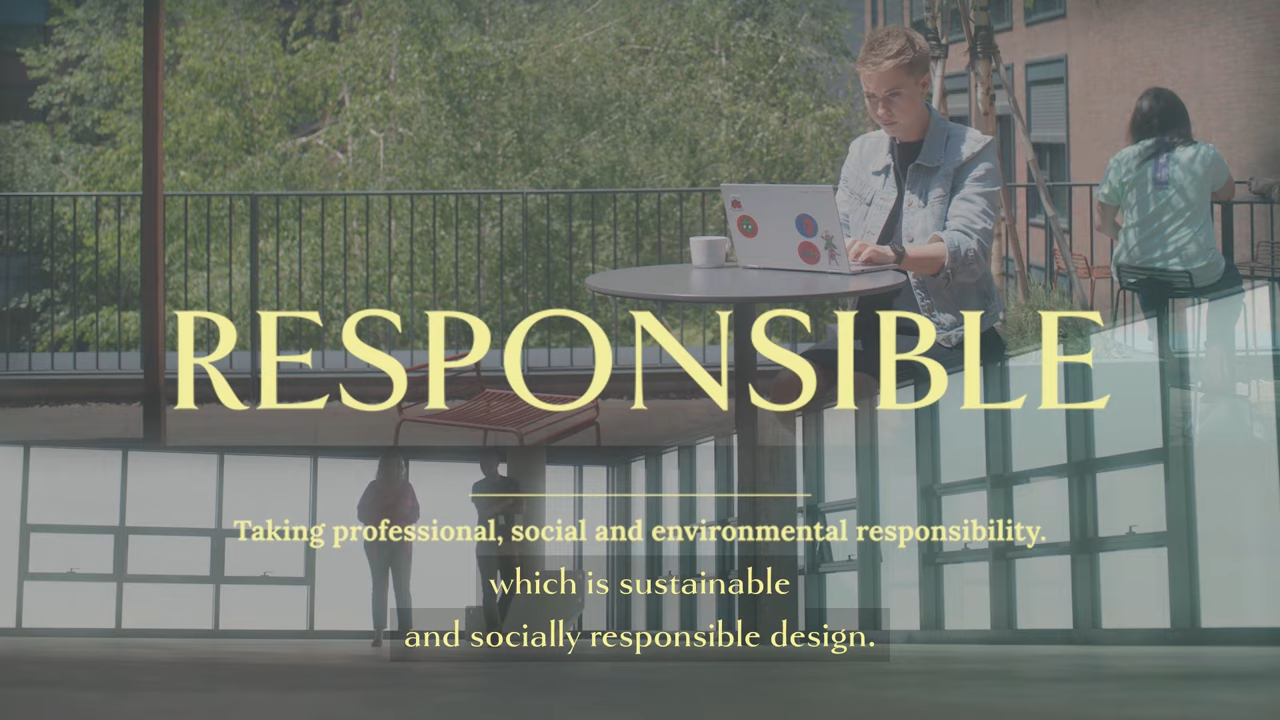 RESPONSIBLE
Taking professional, social and environmental responsibility.
which is sustainable
and socially responsible design.